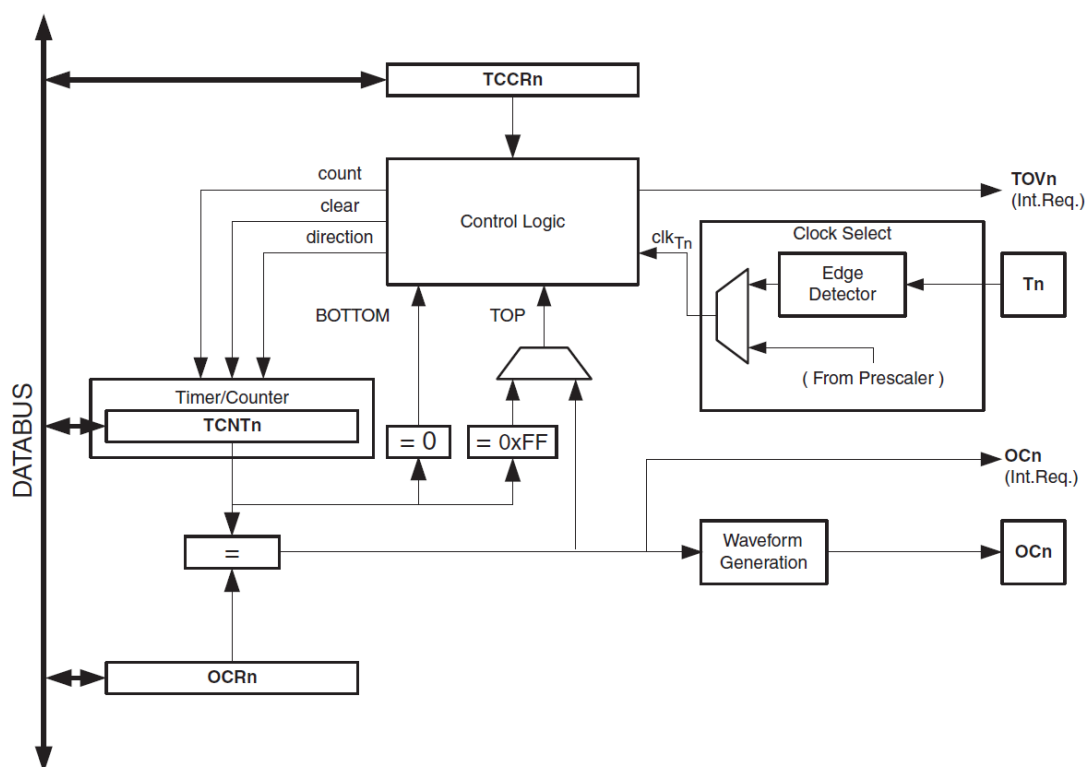 TCCRn
count
clear
direction
Control Logic
TOVn
(Int.Req.)
clkTn
Clock Select
Edge
Detector
Tn
( From Prescaler )
BOTTOM
TOP
Timer/Counter
TCNTn
= 0
= 0xFF
DATABUS
OCn
(Int.Req.)
=
Waveform
Generation
OCn
OCRn